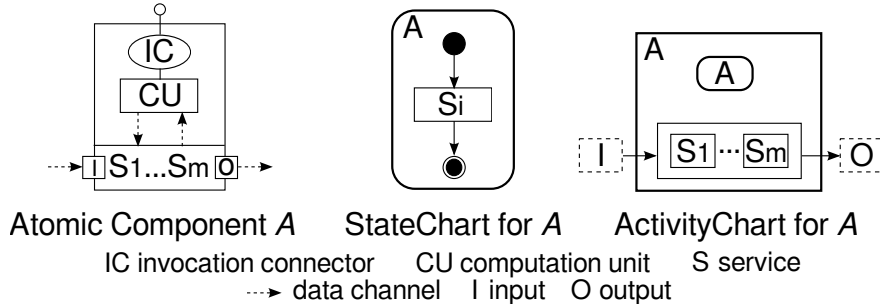 IC
CU
I S1...Sm O
Atomic Component A
A
Si
StateChart for A
A
A
I S1...Sm O
ActivityChart for A
IC invocation connector CU computation unit S service
data channel I input O output